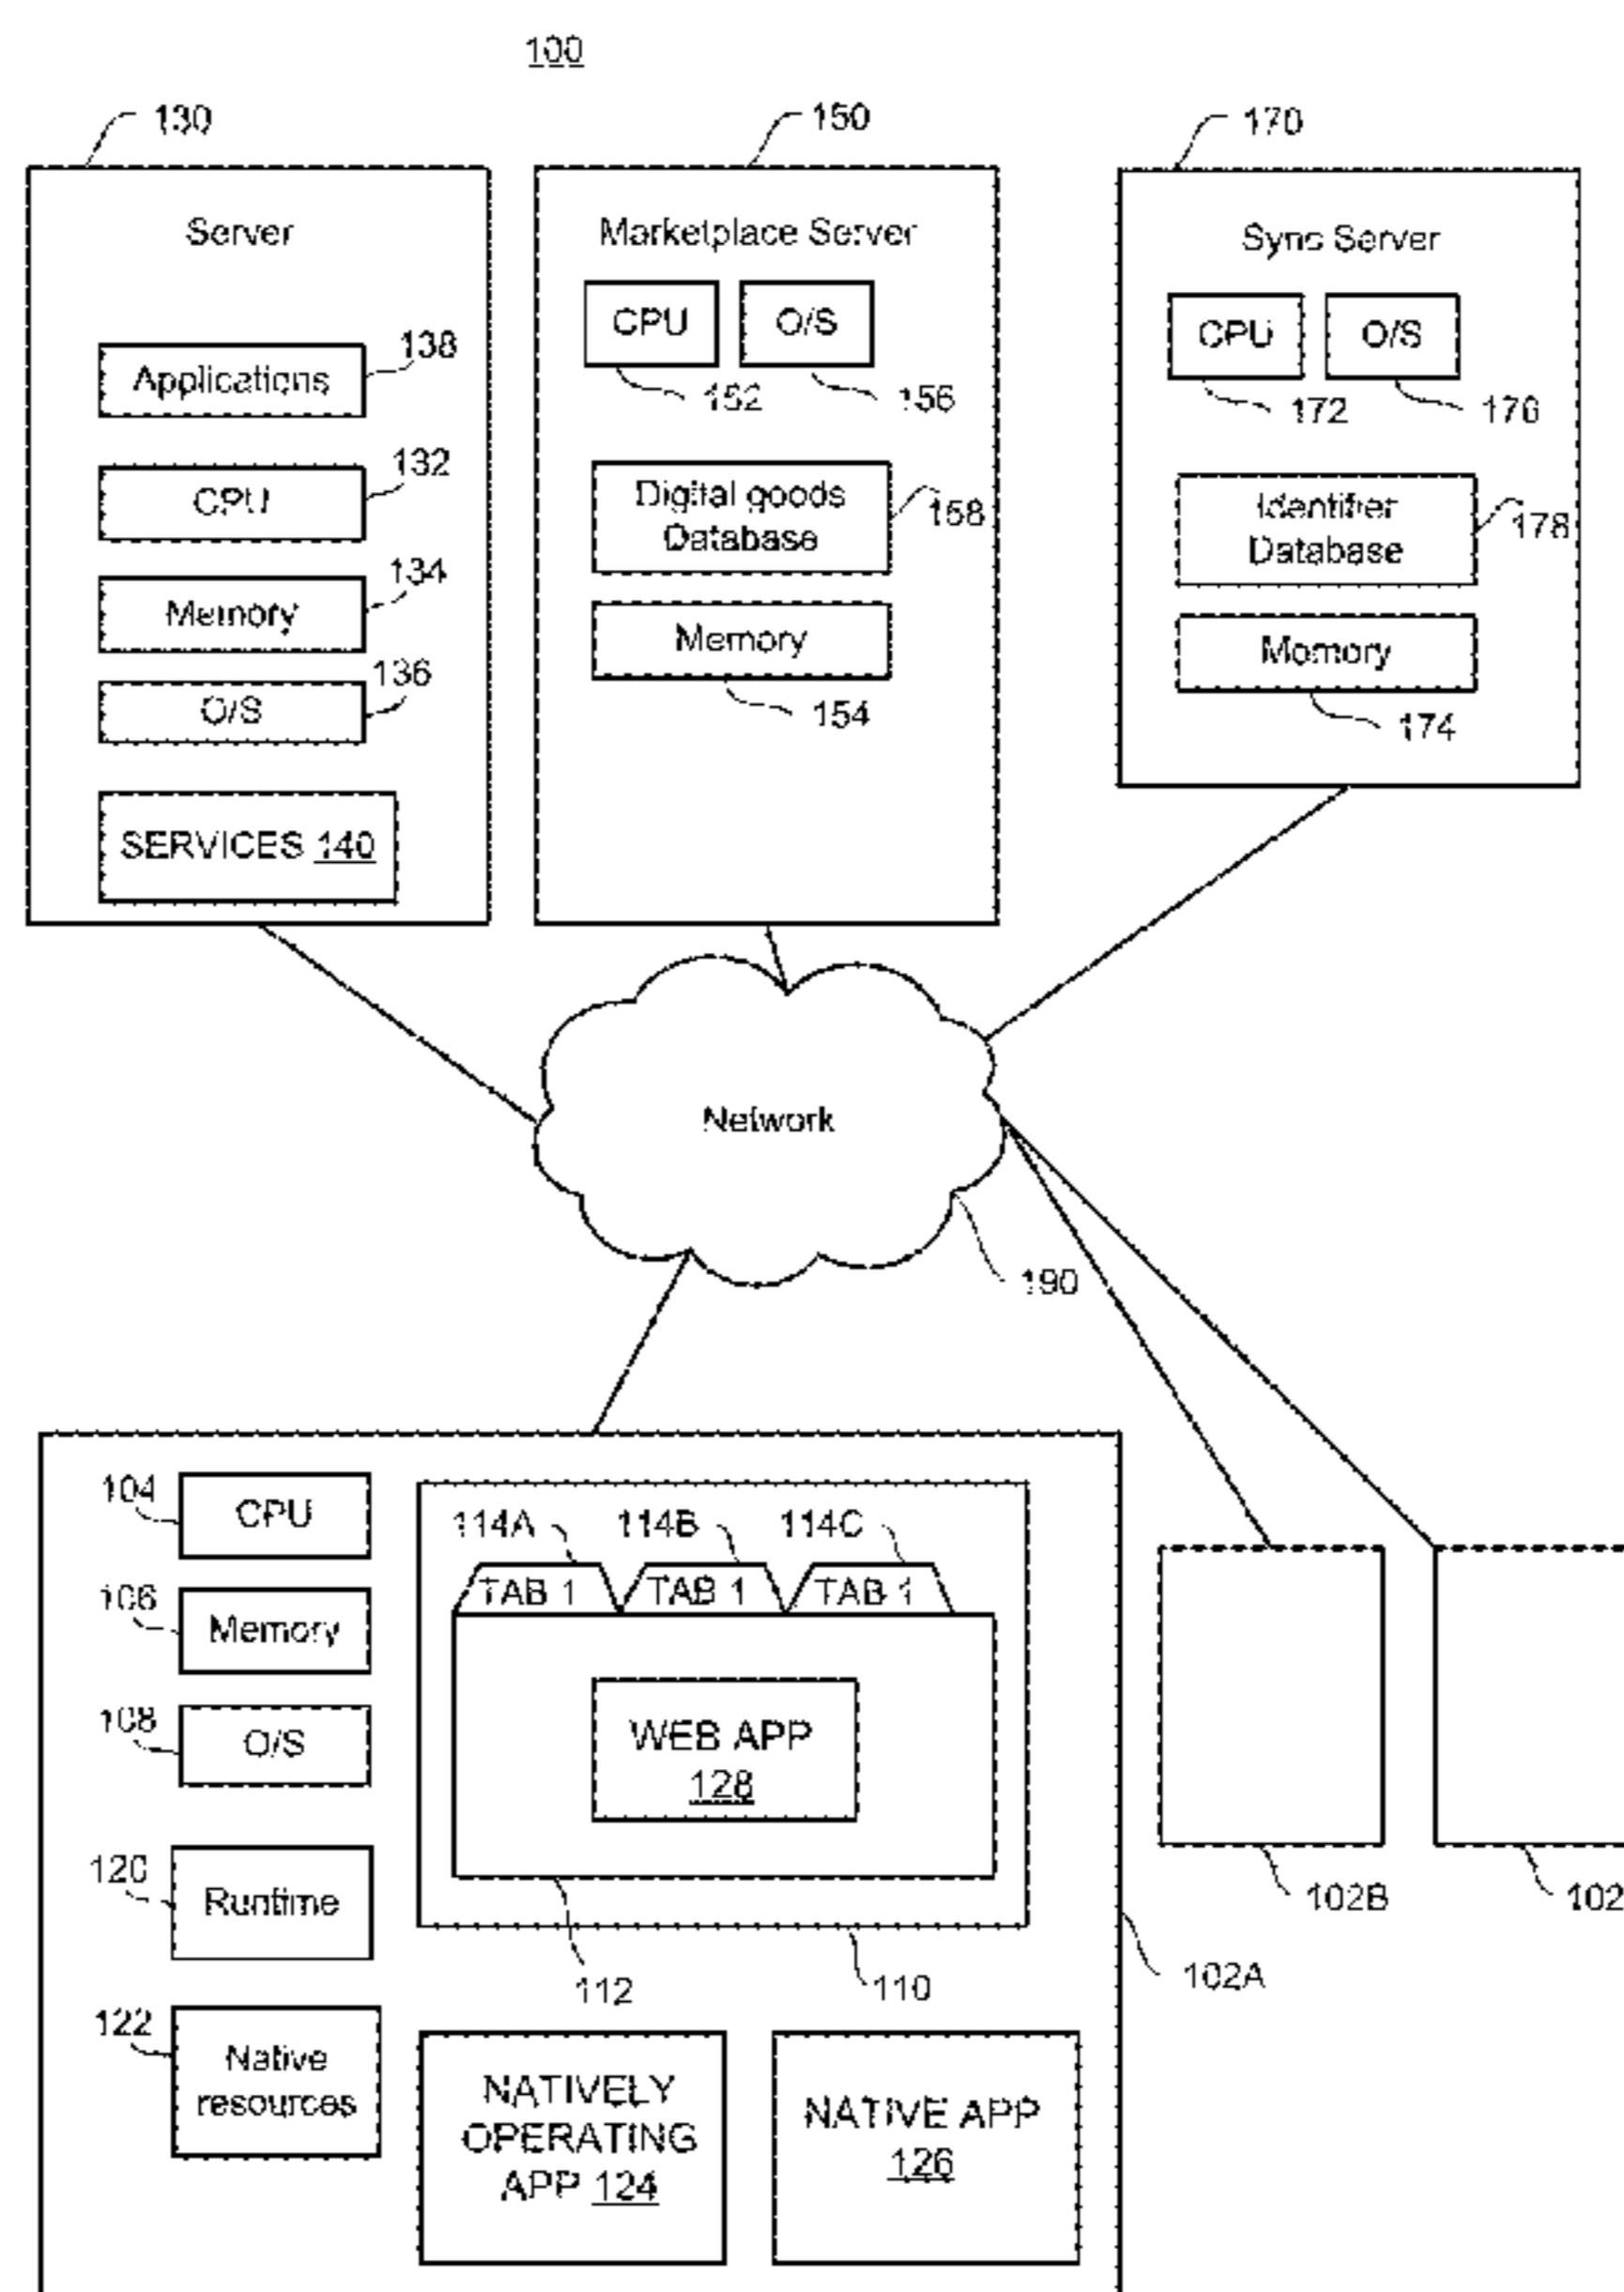 100
130
150
170
Server
Marketplace Server
Sync Server
CPU
O/S
152
156
CPU
O/S
172
176
Applications
138
CPU
132
Memory
134
O/S
136
SERVICES 140
Digital goods
Database
158
Memory
154
Identifier
Database
178
Memory
174
Network
190
104
CPU
106
Memory
108
O/S
120
Runtime
122
Native
resources
114A
114B
114C
TAB 1
TAB 1
TAB 1
WEB APP
128
112
110
102A
102B
102
NATIVELY
OPERATING
APP 124
NATIVE APP
126